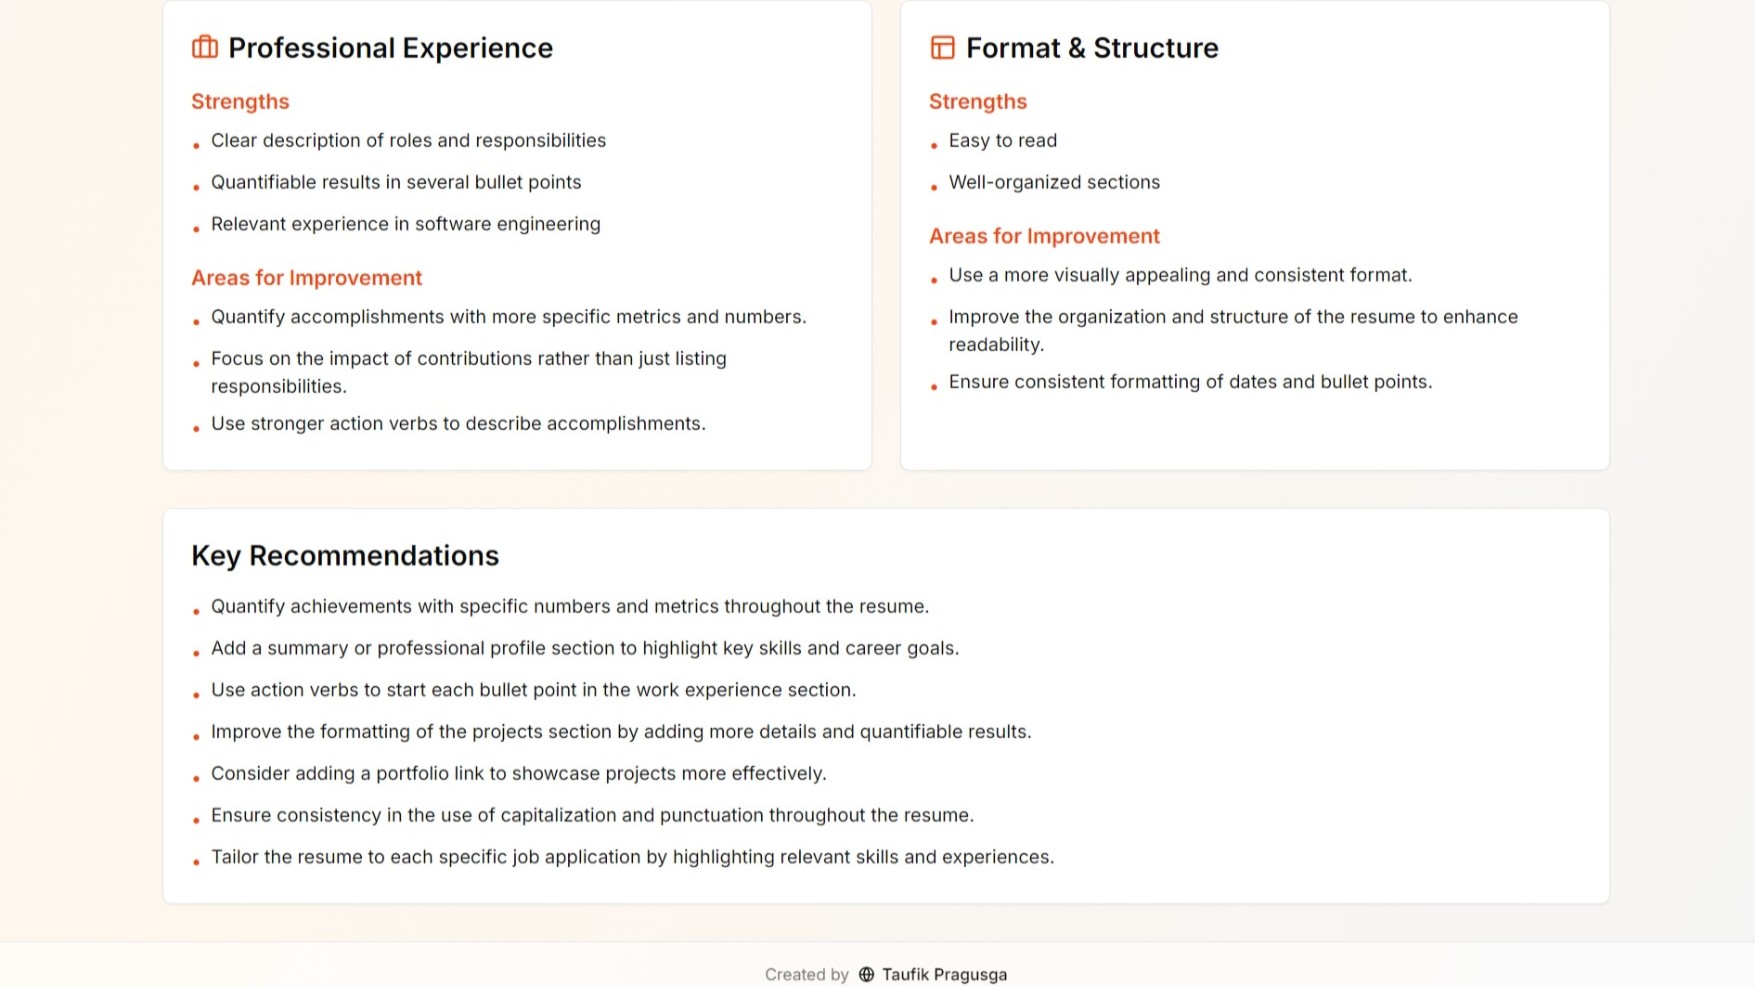 Professional Experience
Strengths
• Clear description of roles and responsibilities
• Quantifiable results in several bullet points
• Relevant experience in software engineering
Areas for Improvement
• Quantify accomplishments with more specific metrics and numbers.
• Focus on the impact of contributions rather than just listing
responsibilities.
• Use stronger action verbs to describe accomplishments.
Format & Structure
Strengths
• Easy to read
• Well-organized sections
Areas for Improvement
• Use a more visually appealing and consistent format.
• Improve the organization and structure of the resume to enhance
readability.
• Ensure consistent formatting of dates and bullet points.
Key Recommendations
• Quantify achievements with specific numbers and metrics throughout the resume.
• Add a summary or professional profile section to highlight key skills and career goals.
• Use action verbs to start each bullet point in the work experience section.
• Improve the formatting of the projects section by adding more details and quantifiable results.
• Consider adding a portfolio link to showcase projects more effectively.
• Ensure consistency in the use of capitalization and punctuation throughout the resume.
• Tailor the resume to each specific job application by highlighting relevant skills and experiences.
Created by Taufik Pragusga